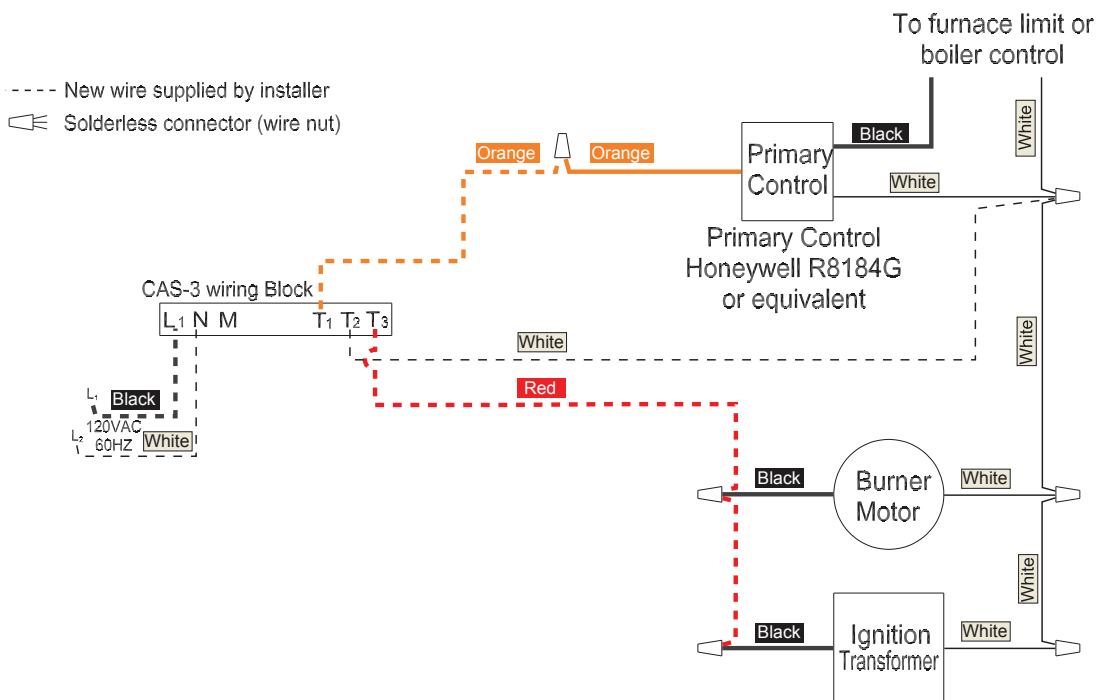 To furnace limit or
boiler control
New wire supplied by installer
Solderless connector (wire nut)
Orange
Orange
Primary
Control
Black
White
White
Primary Control
Honeywell R8184G
or equivalent
CAS-3 wiring Block
L1 N M T1 T2 T3
White
White
Red
L1
Black
120VAC
60HZ
L2
White
Black
Burner
Motor
White
White
Black
Ignition
Transformer
White